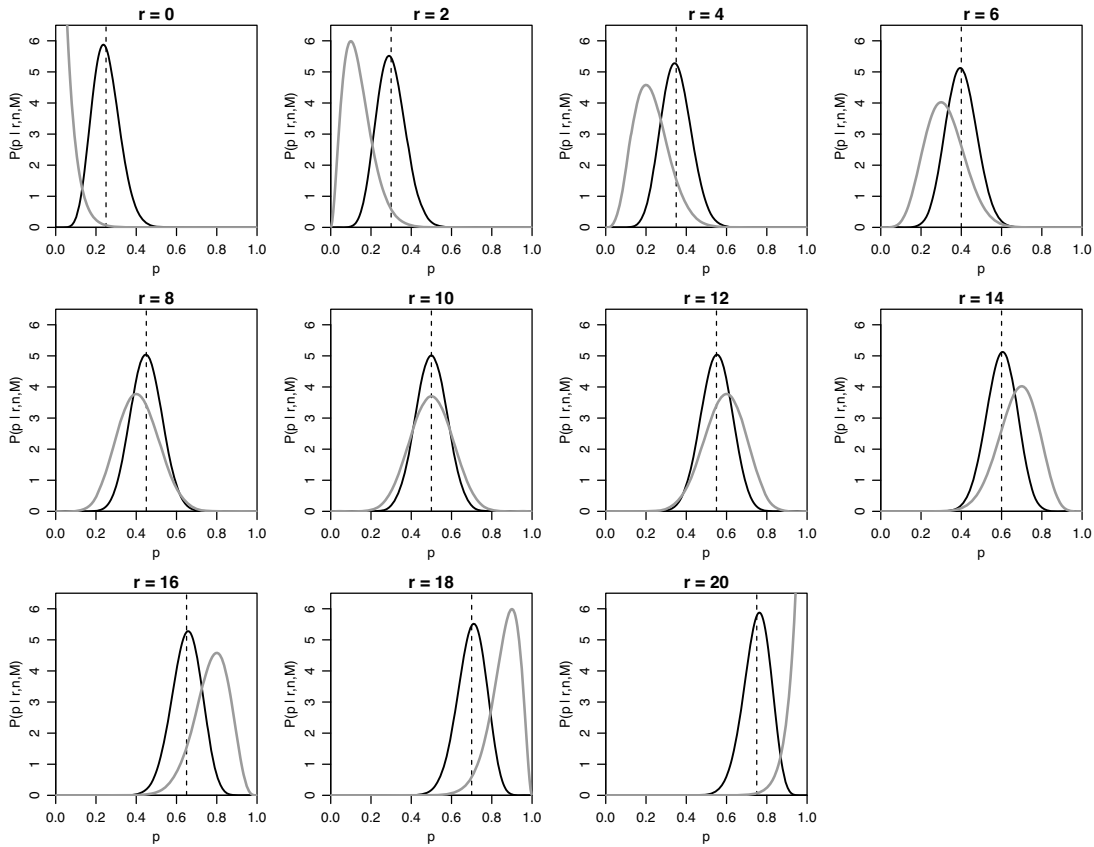 r = 0
r = 2
r = 4
r = 6
P(p | r,n,M)
0 1 2 3 4 5 6
0.0 0.2 0.4 0.6 0.8 1.0
p
P(p | r,n,M)
0 1 2 3 4 5 6
0.0 0.2 0.4 0.6 0.8 1.0
p
P(p | r,n,M)
0 1 2 3 4 5 6
0.0 0.2 0.4 0.6 0.8 1.0
p
P(p | r,n,M)
0 1 2 3 4 5 6
0.0 0.2 0.4 0.6 0.8 1.0
p
r = 8
r = 10
r = 12
r = 14
P(p | r,n,M)
0 1 2 3 4 5 6
0.0 0.2 0.4 0.6 0.8 1.0
p
P(p | r,n,M)
0 1 2 3 4 5 6
0.0 0.2 0.4 0.6 0.8 1.0
p
P(p | r,n,M)
0 1 2 3 4 5 6
0.0 0.2 0.4 0.6 0.8 1.0
p
P(p | r,n,M)
0 1 2 3 4 5 6
0.0 0.2 0.4 0.6 0.8 1.0
p
r = 16
r = 18
r = 20
P(p | r,n,M)
0 1 2 3 4 5 6
0.0 0.2 0.4 0.6 0.8 1.0
p
P(p | r,n,M)
0 1 2 3 4 5 6
0.0 0.2 0.4 0.6 0.8 1.0
p
P(p | r,n,M)
0 1 2 3 4 5 6
0.0 0.2 0.4 0.6 0.8 1.0
p